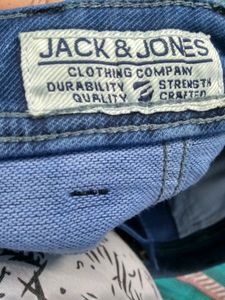 JACK & JONES
CLOTHING COMPANY
DURABILITY STRENGTH
QUALITY CRAFTED